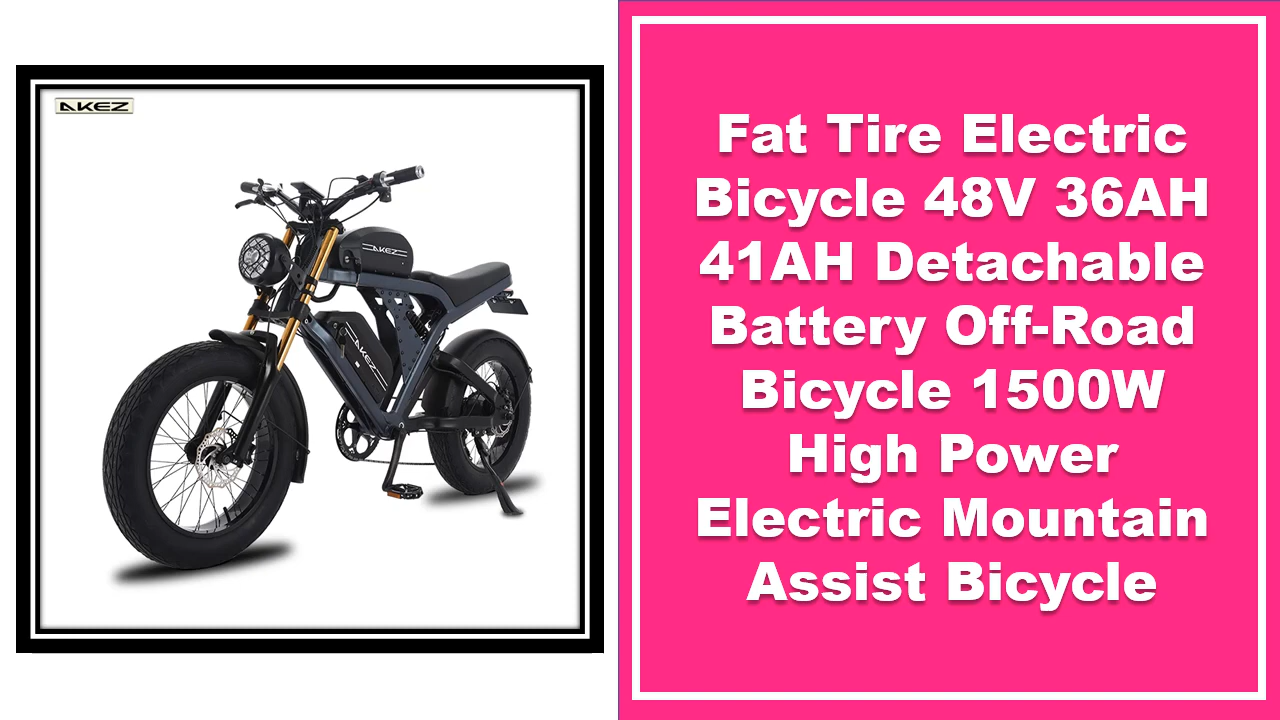 AKEZ
AKEZ
AKEZ
Fat Tire Electric
Bicycle 48V 36AH
41AH Detachable
Battery Off-Road
Bicycle 1500W
High Power
Electric Mountain
Assist Bicycle